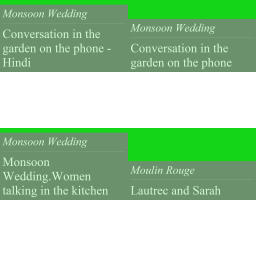 Monsoon Wedding
Conversation in the
garden on the phone -
Hindi
Monsoon Wedding
Conversation in the
garden on the phone
Monsoon Wedding
Monsoon
Wedding.Women
talking in the kitchen
Moulin Rouge
Lautrec and Sarah